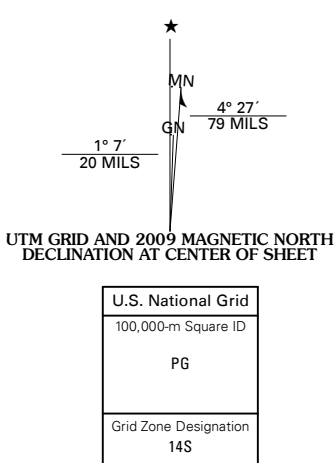 MN
GN
4° 27´
79 MILS
1° 7´
20 MILS
UTM GRID AND 2009 MAGNETIC NORTH
DECLINATION AT CENTER OF SHEET
U.S. National Grid
100,000-m Square ID
PG
Grid Zone Designation
14S